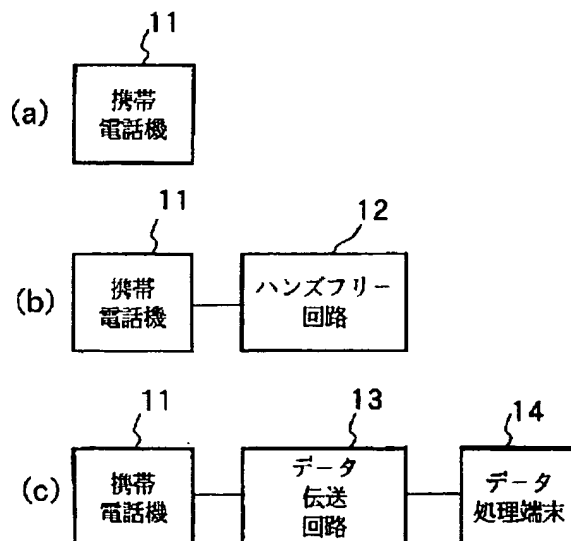 11
(a)
携帯
電話機
11
12
(b)
携帯
電話機
ハンズフリー
回路
11
13
14
(c)
携帯
電話機
データ
伝送
回路
データ
処理端末